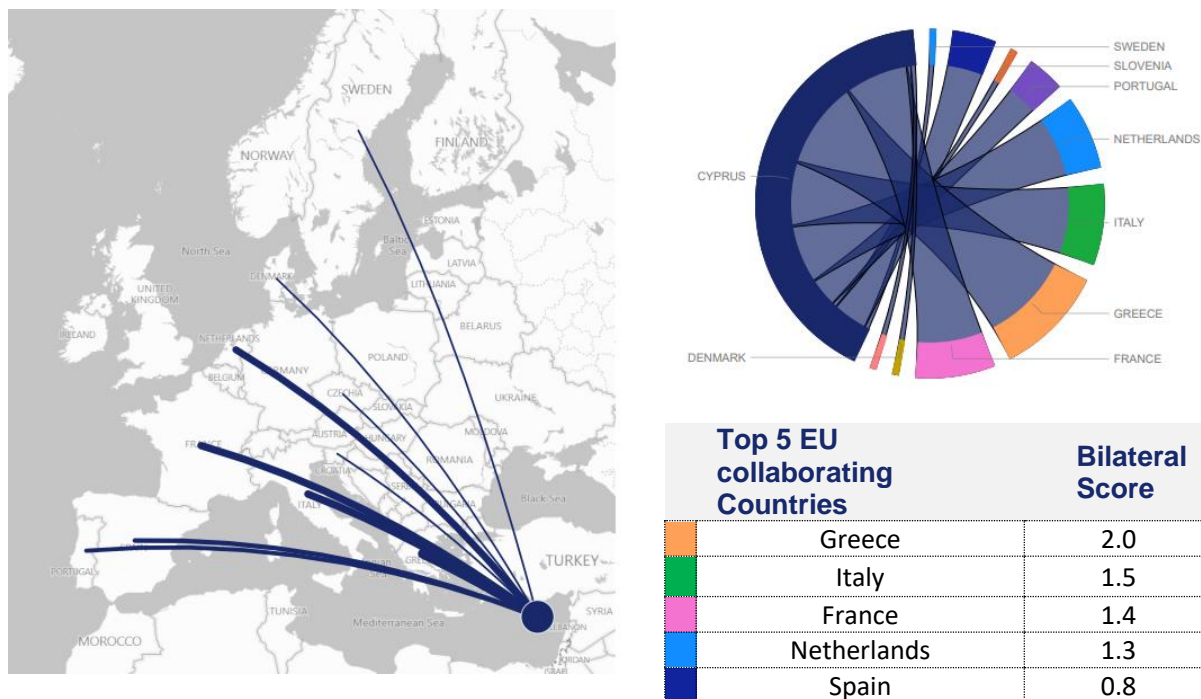 SWEDEN
NORWAY
FINLAND
ESTONIA
North Sea
Baltic
Sea
LATVIA
DENMARK
LITHUANIA
UNITED
KINGDOM
IRELAND
BELARUS
NETHERLANDS
POLAND
GERMANY
BELGIUM
CZECHIA
UKRAINE
SLOVAKIA
AUSTRIA
HUNGARY
MOLDOVA
FRANCE
CROATIA
ROMANIA
ITALY
BULGARIA
Black Sea
PORTUGAL
TURKEY
Mediterranean Sea
TUNISIA
SYRIA
LEBANON
MOROCCO
JORDAN
SWEDEN
SLOVENIA
PORTUGAL
NETHERLANDS
CYPRUS
ITALY
GREECE
DENMARK
FRANCE
Top 5 EU
collaborating
Countries
Bilateral
Score
Greece 2.0
Italy 1.5
France 1.4
Netherlands 1.3
Spain 0.8